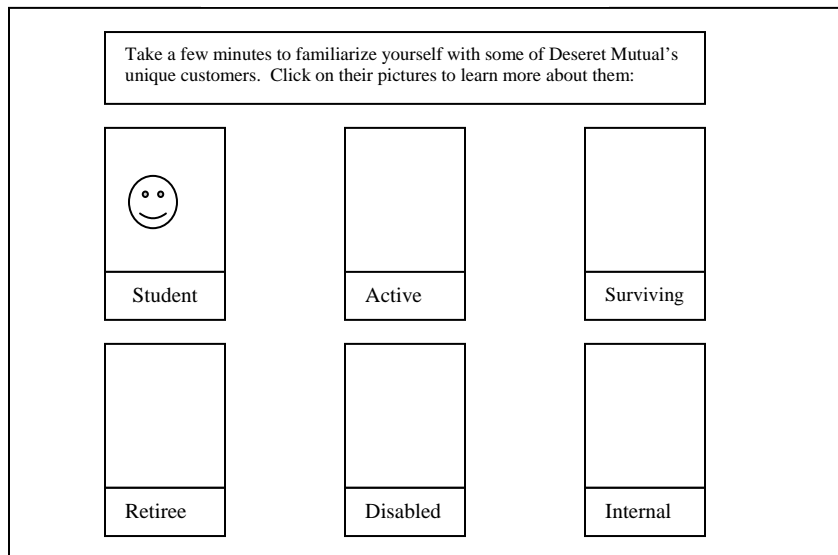 Take a few minutes to familiarize yourself with some of Deseret Mutual’s
unique customers.  Click on their pictures to learn more about them:
Student
Active
Surviving
Retiree
Disabled
Internal